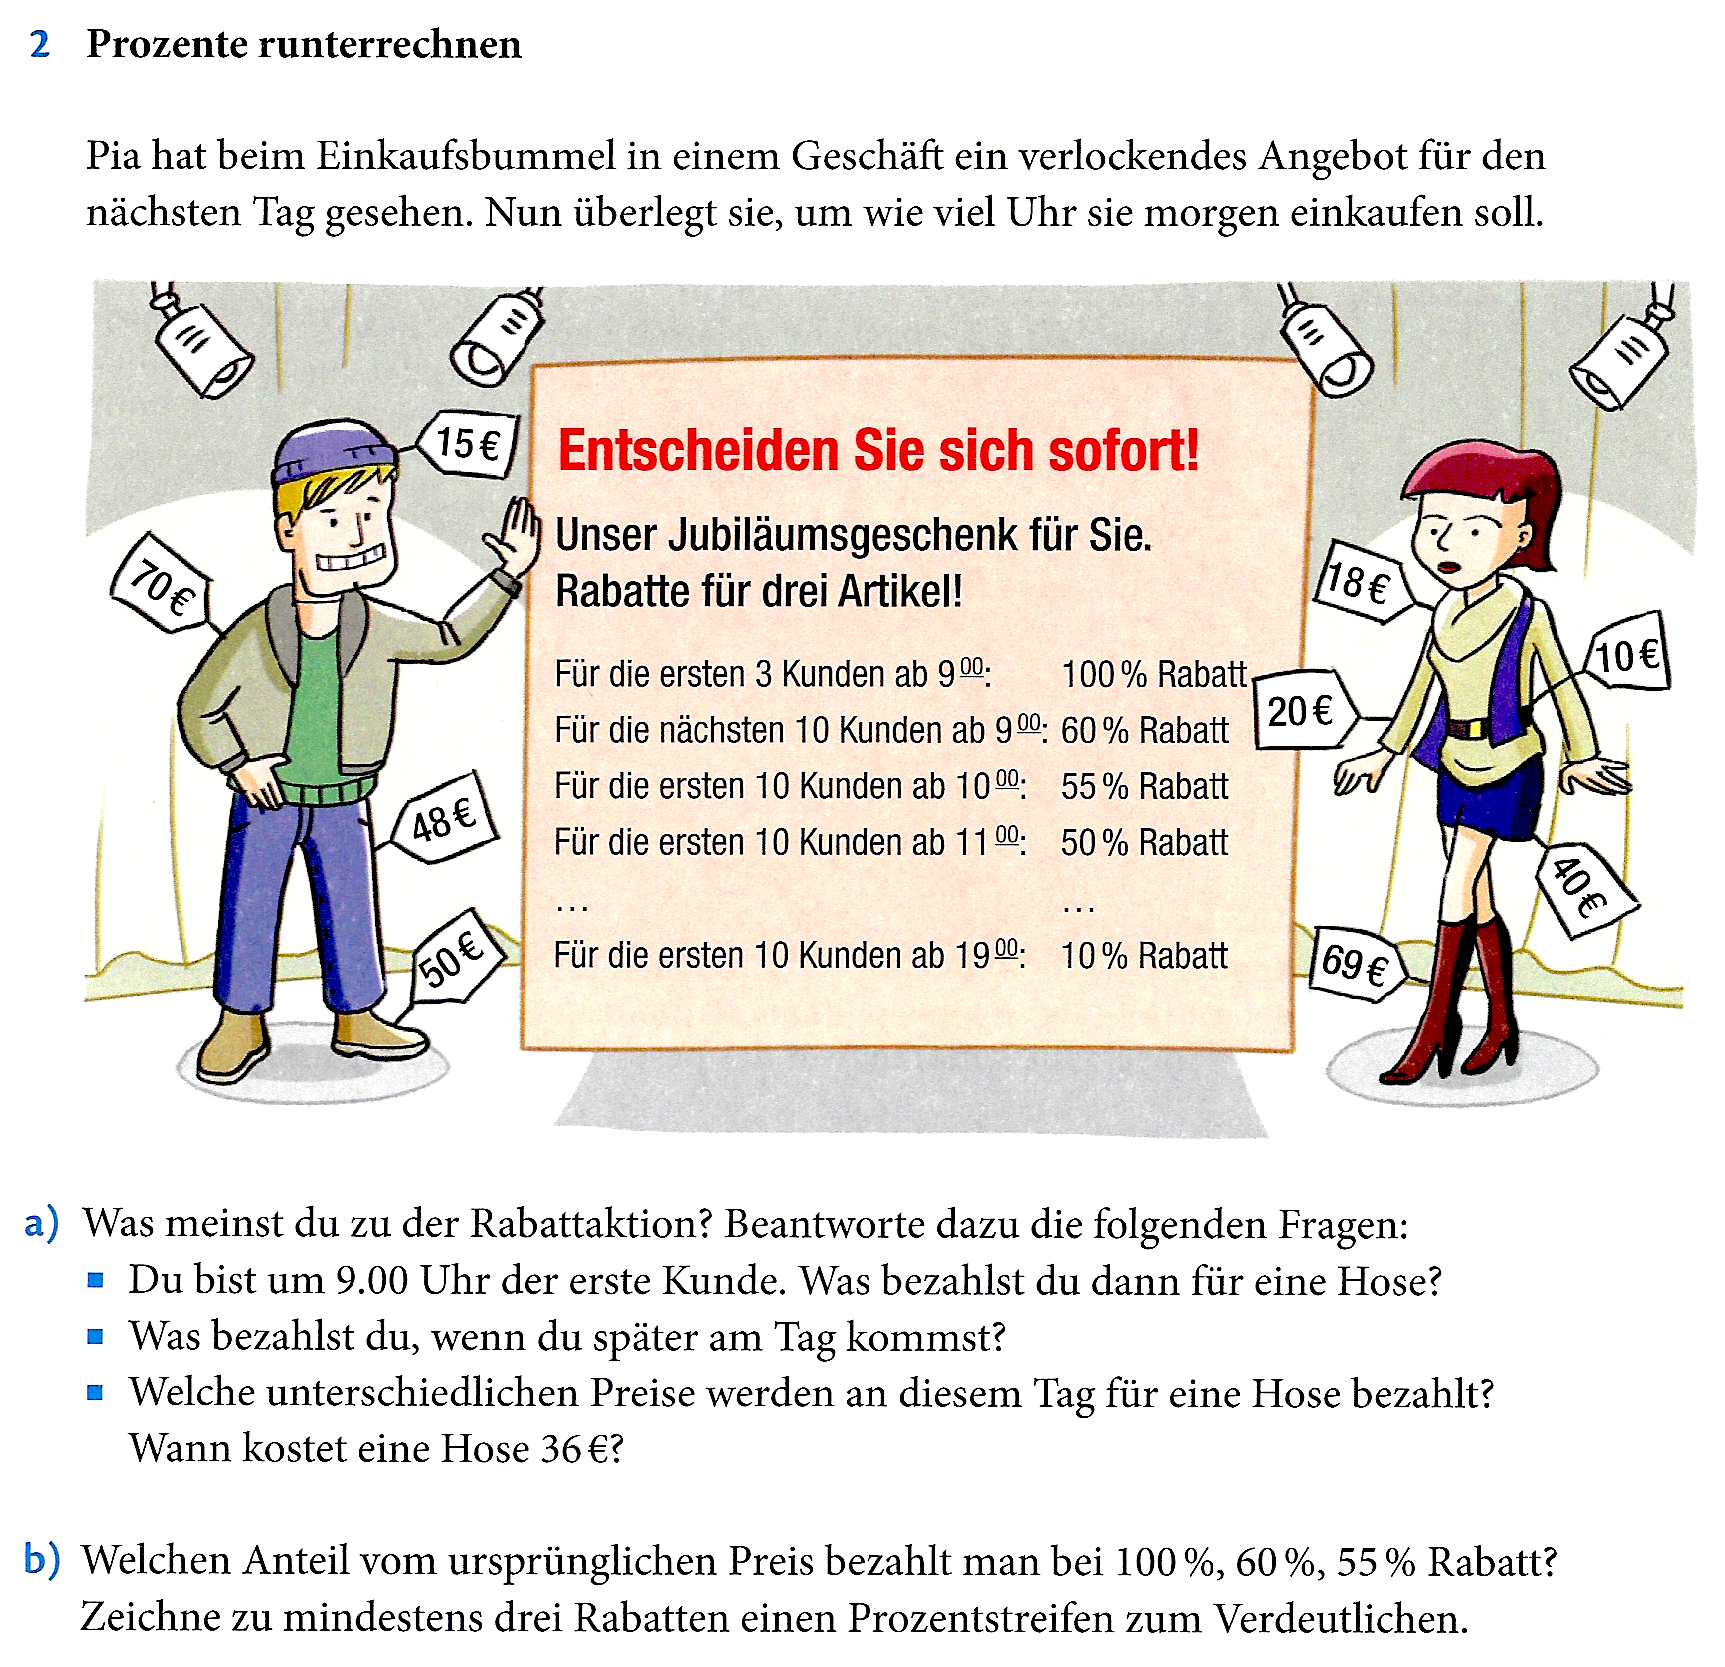 2 Prozente runterrechnen
Pia hat beim Einkaufsbummel in einem Geschäft ein verlockendes Angebot für den
nächsten Tag gesehen. Nun überlegt sie, um wie viel Uhr sie morgen einkaufen soll.
15 €
70 €
48 €
50 €
Entscheiden Sie sich sofort!
Unser Jubiläumsgeschenk für Sie.
Rabatte für drei Artikel!
Für die ersten 3 Kunden ab 9 00: 100 % Rabatt
Für die nächsten 10 Kunden ab 9 00: 60 % Rabatt
Für die ersten 10 Kunden ab 10 00: 55 % Rabatt
Für die ersten 10 Kunden ab 11 00: 50 % Rabatt
... ...
Für die ersten 10 Kunden ab 19 00: 10 % Rabatt
18 €
10 €
20 €
40 €
69 €
a) Was meinst du zu der Rabattaktion? Beantworte dazu die folgenden Fragen:
■ Du bist um 9.00 Uhr der erste Kunde. Was bezahlst du dann für eine Hose?
■ Was bezahlst du, wenn du später am Tag kommst?
■ Welche unterschiedlichen Preise werden an diesem Tag für eine Hose bezahlt?
Wann kostet eine Hose 36 €?
b) Welchen Anteil vom ursprünglichen Preis bezahlt man bei 100 %, 60 %, 55 % Rabatt?
Zeichne zu mindestens drei Rabatten einen Prozentstreifen zum Verdeutlichen.